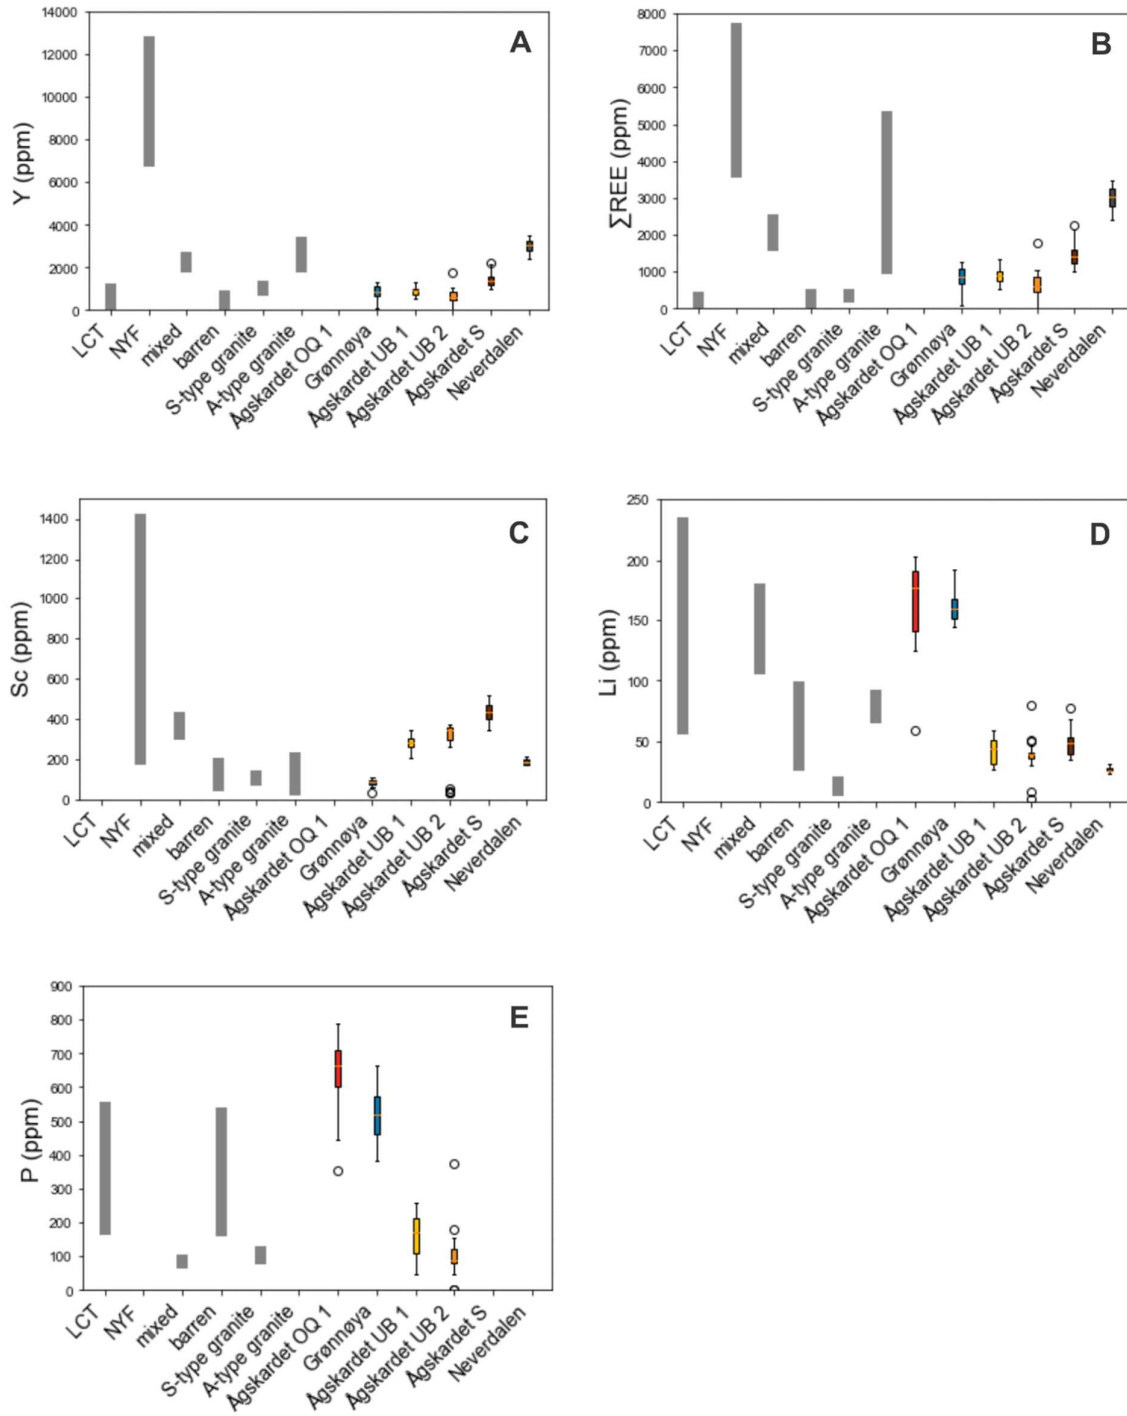 A
Y (ppm)
14000
12000
10000
8000
6000
4000
2000
0
LCT
NYF
mixed
barren
S-type granite
A-type granite
Ågskardet OQ 1
Grønnøya
Ågskardet UB 1
Ågskardet UB 2
Ågskardet S
Neverdalen
B
∑REE (ppm)
8000
7000
6000
5000
4000
3000
2000
1000
0
LCT
NYF
mixed
barren
S-type granite
A-type granite
Ågskardet OQ 1
Grønnøya
Ågskardet UB 1
Ågskardet UB 2
Ågskardet S
Neverdalen
C
Sc (ppm)
1400
1200
1000
800
600
400
200
0
LCT
NYF
mixed
barren
S-type granite
A-type granite
Ågskardet OQ 1
Grønnøya
Ågskardet UB 1
Ågskardet UB 2
Ågskardet S
Neverdalen
D
Li (ppm)
250
200
150
100
50
0
LCT
NYF
mixed
barren
S-type granite
A-type granite
Ågskardet OQ 1
Grønnøya
Ågskardet UB 1
Ågskardet UB 2
Ågskardet S
Neverdalen
E
P (ppm)
900
800
700
600
500
400
300
200
100
0
LCT
NYF
mixed
barren
S-type granite
A-type granite
Ågskardet OQ 1
Grønnøya
Ågskardet UB 1
Ågskardet UB 2
Ågskardet S
Neverdalen